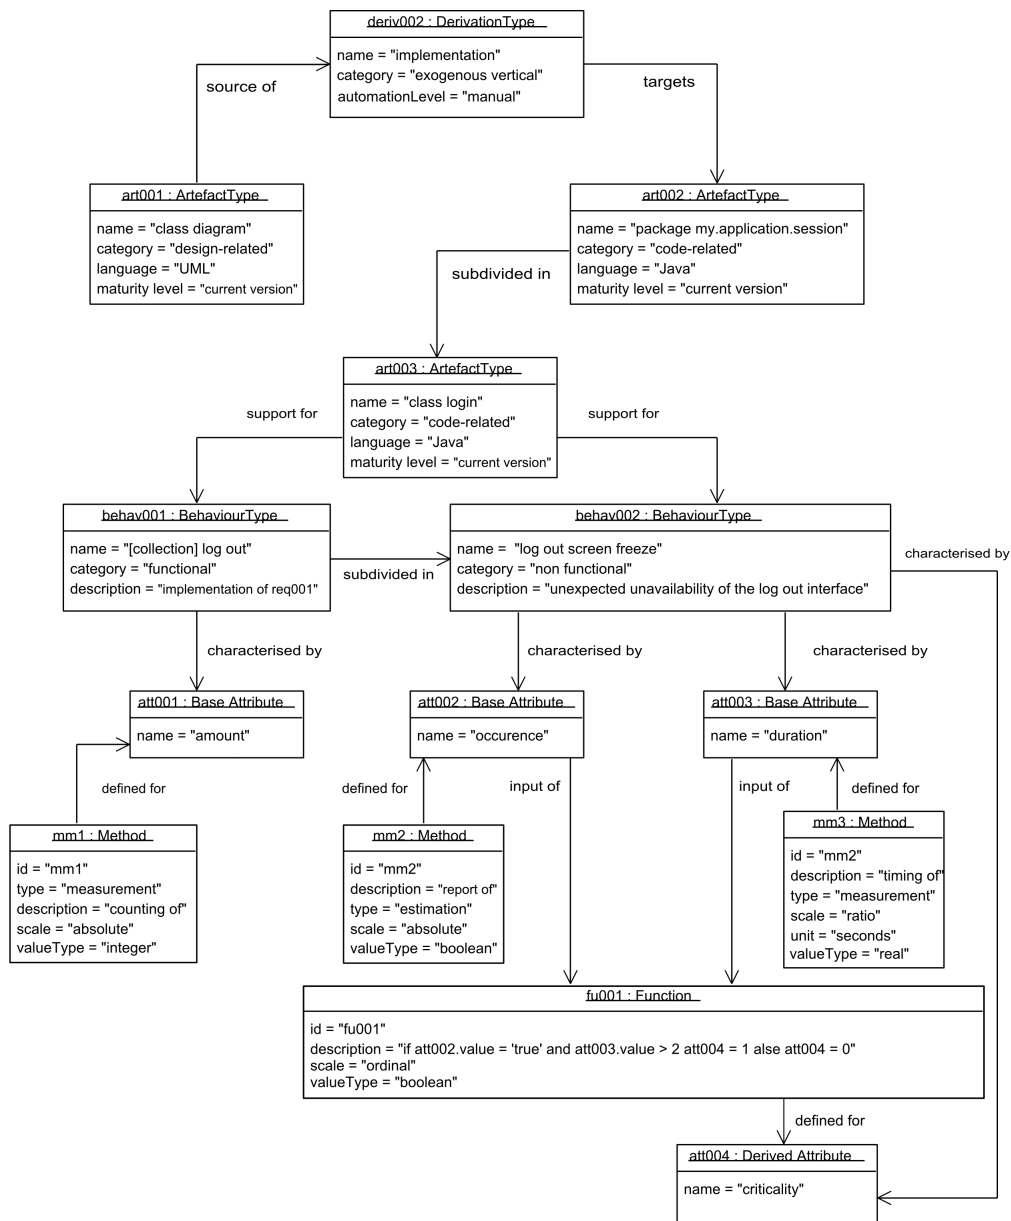 deriv002 : DerivationType
name = "implementation"
category = "exogenous vertical"
automationLevel = "manual"
source of
targets
art001 : ArtefactType
name = "class diagram"
category = "design-related"
language = "UML"
maturity level = "current version"
art002 : ArtefactType
name = "package my.application.session"
category = "code-related"
language = "Java"
maturity level = "current version"
subdivided in
art003 : ArtefactType
name = "class login"
category = "code-related"
language = "Java"
maturity level = "current version"
support for
support for
behav001 : BehaviourType
name = "[collection] log out"
category = "functional"
description = "implementation of req001"
subdivided in
behav002 : BehaviourType
name =  "log out screen freeze"
category = "non functional"
description = "unexpected unavailability of the log out interface"
characterised by
characterised by
characterised by
characterised by
att001 : Base Attribute
name = "amount"
att002 : Base Attribute
name = "occurence"
att003 : Base Attribute
name = "duration"
defined for
defined for
input of
input of
defined for
mm1 : Method
id = "mm1"
type = "measurement"
description = "counting of"
scale = "absolute"
valueType = "integer"
mm2 : Method
id = "mm2"
description = "report of"
type = "estimation"
scale = "absolute"
valueType = "boolean"
mm3 : Method
id = "mm2"
description = "timing of"
type = "measurement"
scale = "ratio"
unit = "seconds"
valueType = "real"
fu001 : Function
id = "fu001"
description = "if att002.value = 'true' and att003.value > 2 att004 = 1 alse att004 = 0"
scale = "ordinal"
valueType = "boolean"
defined for
att004 : Derived Attribute
name = "criticality"